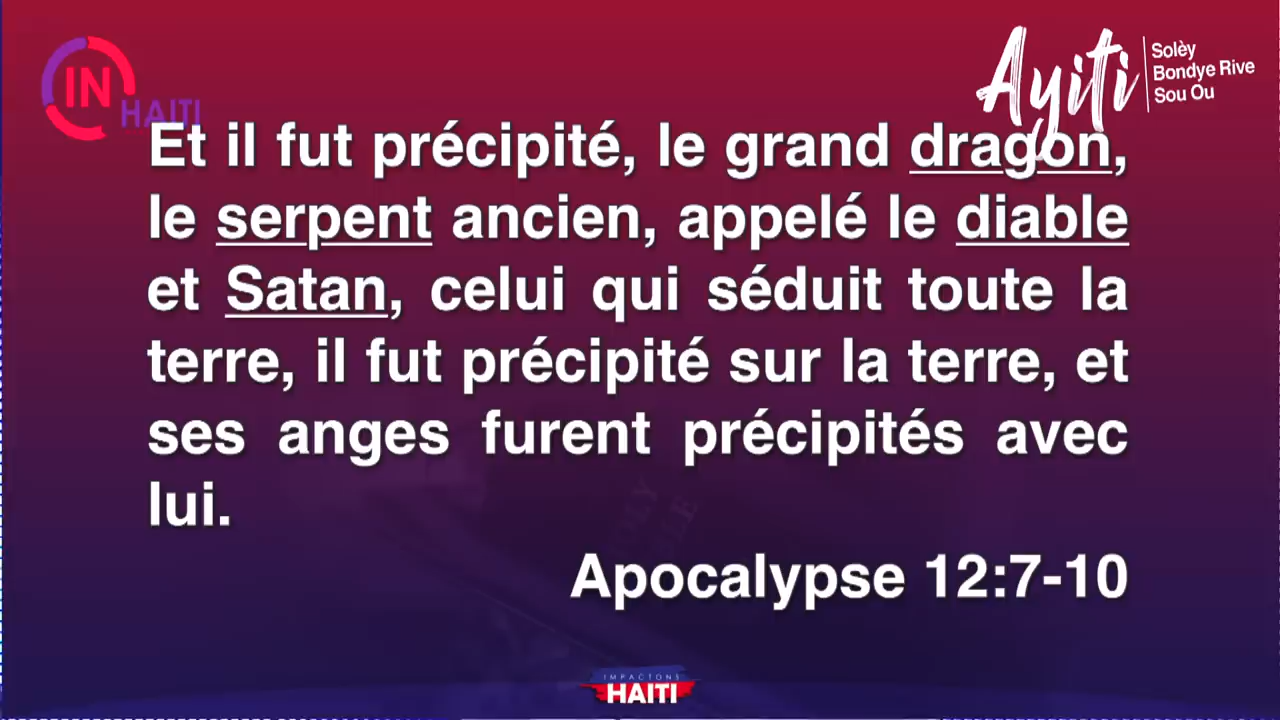 IN
HAITI
Ayiti
Solèy
Bondye Rive
Sou Ou
Et il fut précipité, le grand dragon,
le serpent ancien, appelé le diable
et Satan, celui qui séduit toute la
terre, il fut précipité sur la terre, et
ses anges furent précipités avec
lui.
Apocalypse 12:7-10
IMPACTONS
HAITI